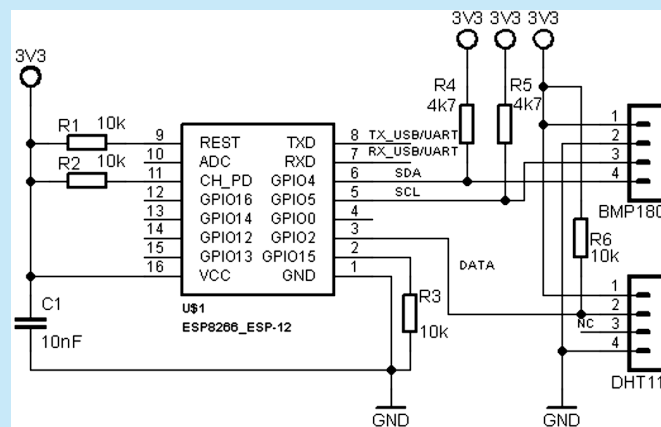 3V3
3V3
3V3
3V3
R4
4k7
R5
4k7
R1
10k
R2
10k
9
10
11
12
13
14
15
16
REST
ADC
CH_PD
GPIO16
GPIO14
GPIO12
GPIO13
VCC
TXD
RXD
GPIO4
GPIO5
GPIO0
GPIO2
GPIO15
GND
8
7
6
5
4
3
2
1
TX_USB/UART
RX_USB/UART
SDA
SCL
DATA
1
2
3
4
BMP180
R6
10k
U$1
ESP8266_ESP-12
R3
10k
C1
10nF
NC
1
2
3
4
DHT11
GND
GND